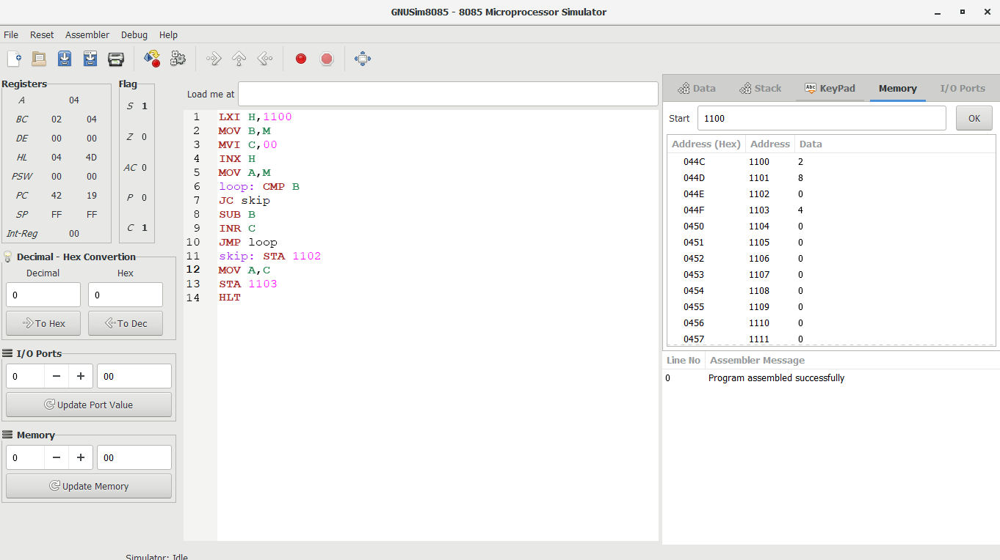 GNUSim8085 - 8085 Microprocessor Simulator
File Reset Assembler Debug Help
Registers
A 04
BC 02 04
DE 00 00
HL 04 4D
PSW 00 00
PC 42 19
SP FF FF
Int-Reg 00
Flag
S 1
Z 0
AC 0
P 0
C 1
Decimal - Hex Convertion
Decimal Hex
0 0
To Hex To Dec
I/O Ports
0 00
Update Port Value
Memory
0 00
Update Memory
Load me at
1 LXI H,1100
2 MOV B,M
3 MVI C,00
4 INX H
5 MOV A,M
6 loop: CMP B
7 JC skip
8 SUB B
9 INR C
10 JMP loop
11 skip: STA 1102
12 MOV A,C
13 STA 1103
14 HLT
Data Stack Abc KeyPad Memory I/O Ports
Start 1100 OK
Address (Hex) Address Data
044C 1100 2
044D 1101 8
044E 1102 0
044F 1103 4
0450 1104 0
0451 1105 0
0452 1106 0
0453 1107 0
0454 1108 0
0455 1109 0
0456 1110 0
0457 1111 0
Line No Assembler Message
0 Program assembled successfully
Simulator: Idle